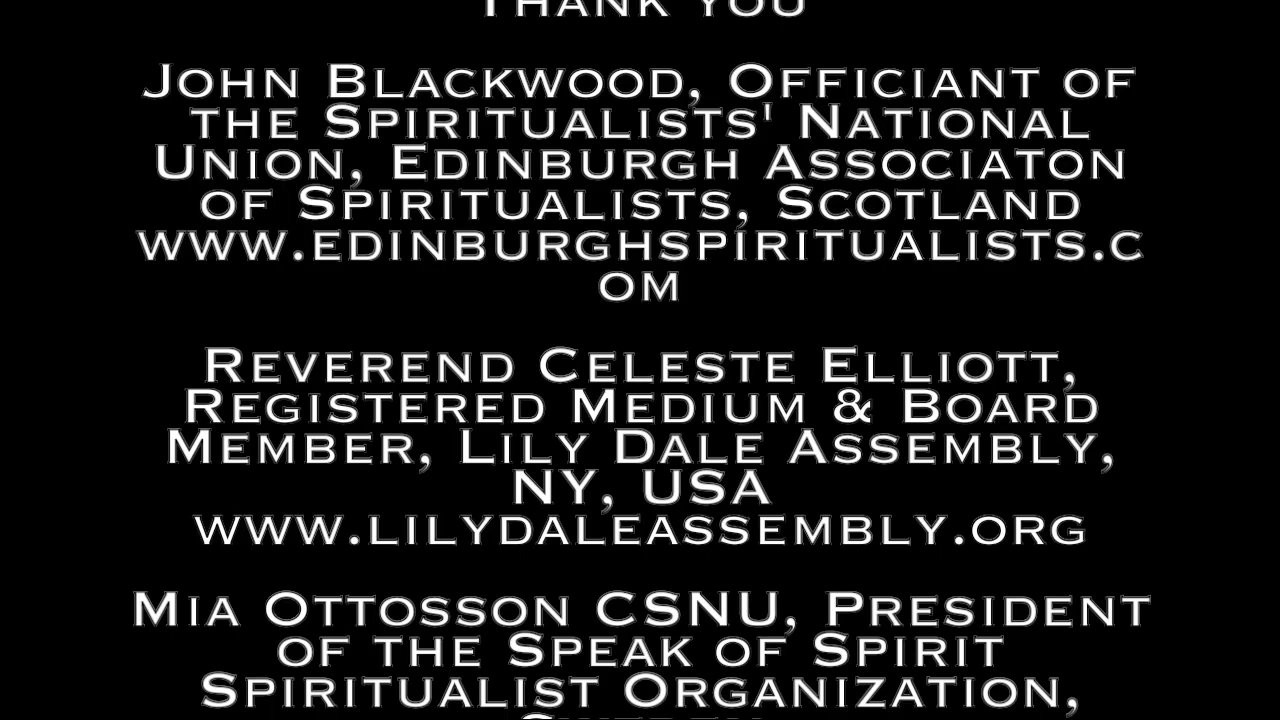 Thank you
John Blackwood, Officiant of
the Spiritualists' National
Union, Edinburgh Associaton
of Spiritualists, Scotland
www.edinburghspiritualists.c
om
Reverend Celeste Elliott,
Registered Medium & Board
Member, Lily Dale Assembly,
NY, USA
www.lilydaleassembly.org
Mia Ottosson CSNU, President
of the Speak of Spirit
Spiritualist Organization,